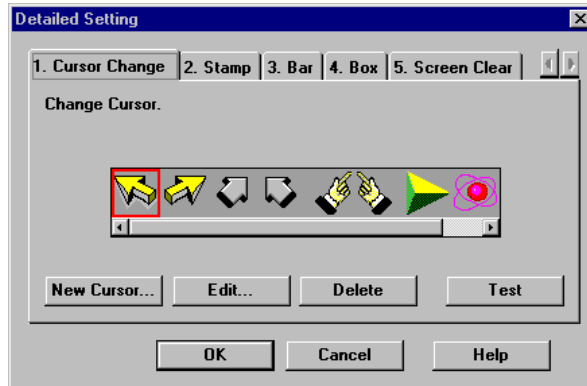 Detailed Setting
1. Cursor Change 2. Stamp 3. Bar 4. Box 5. Screen Clear
Change Cursor.
New Cursor... Edit... Delete Test
OK Cancel Help